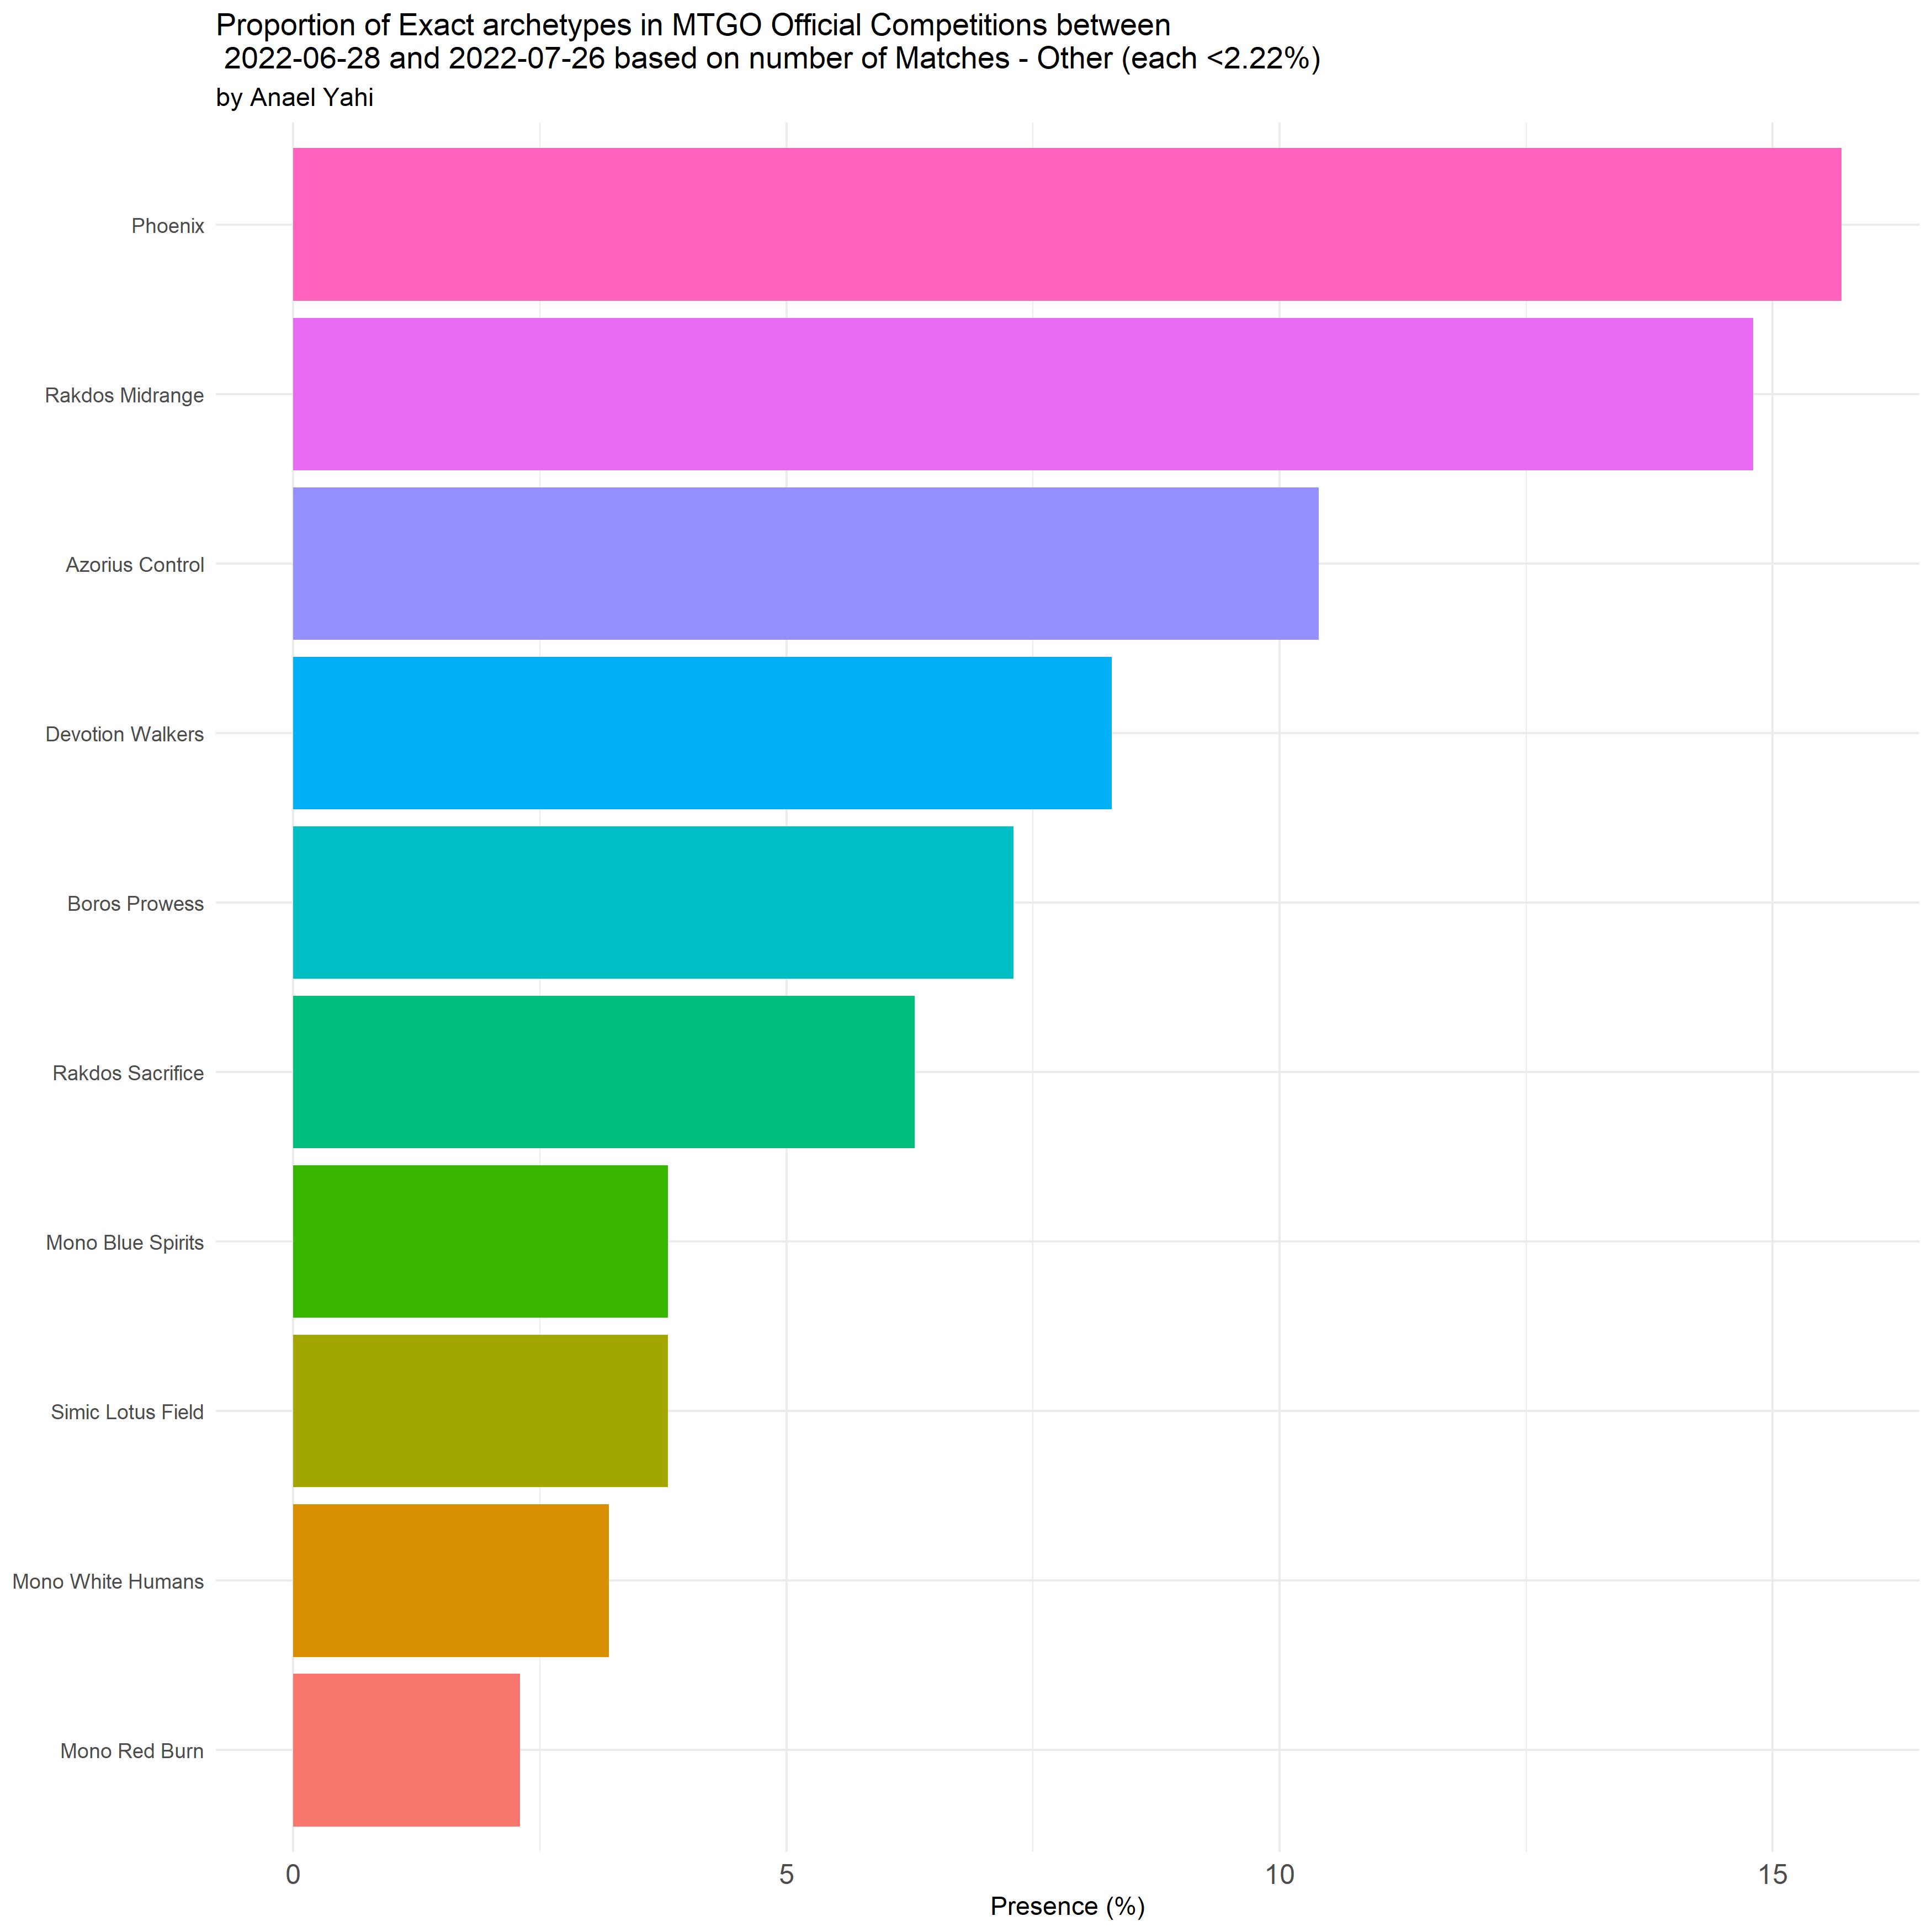 Proportion of Exact archetypes in MTGO Official Competitions between
2022-06-28 and 2022-07-26 based on number of Matches - Other (each <2.22%)
by Anael Yahi
Phoenix
Rakdos Midrange
Azorius Control
Devotion Walkers
Boros Prowess
Rakdos Sacrifice
Mono Blue Spirits
Simic Lotus Field
Mono White Humans
Mono Red Burn
0 5 10 15
Presence (%)